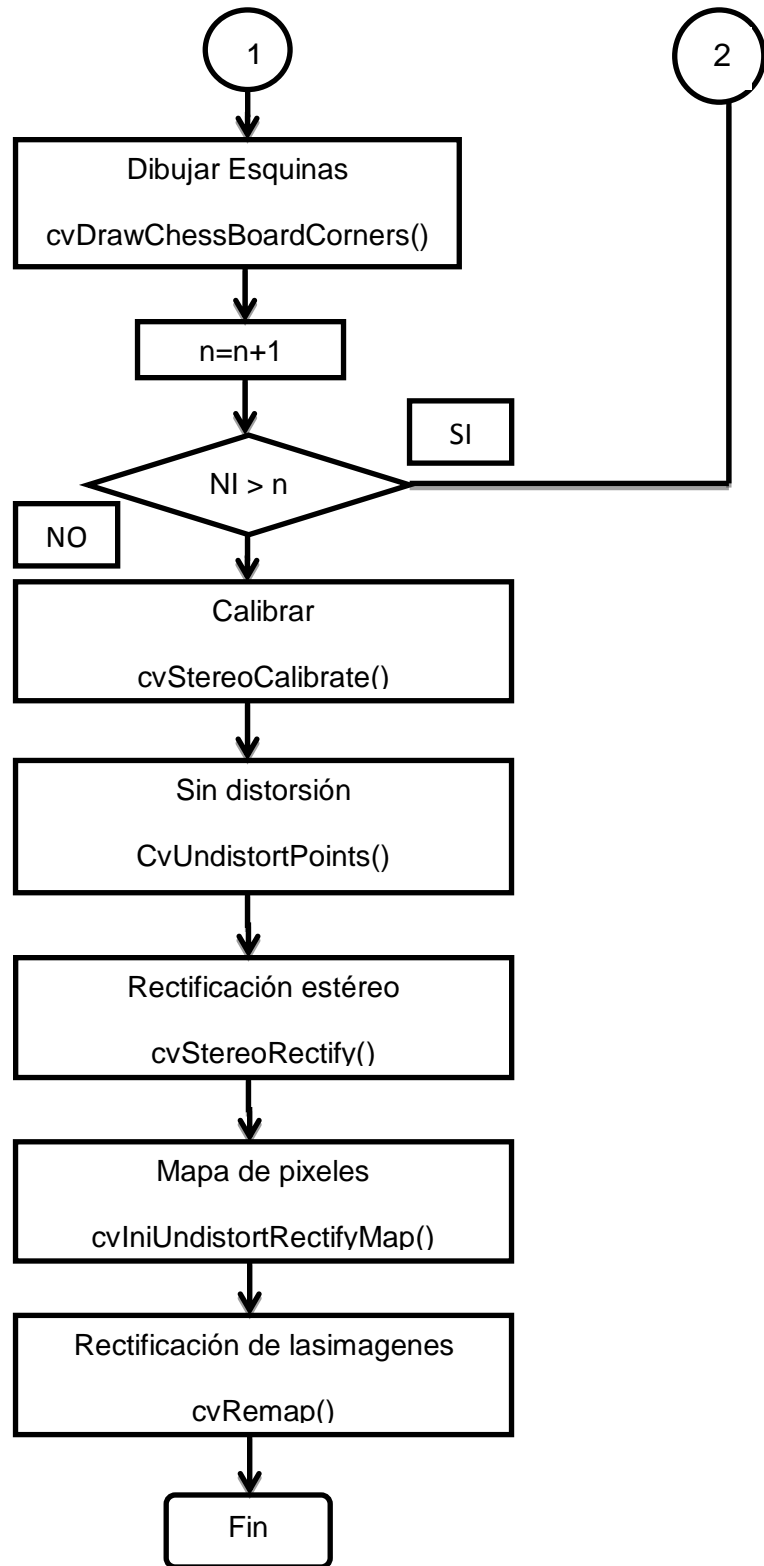 1
2
Dibujar Esquinas
cvDrawChessBoardCorners()
n=n+1
SI
NI > n
NO
Calibrar
cvStereoCalibrate()
Sin distorsión
CvUndistortPoints()
Rectificación estéreo
cvStereoRectify()
Mapa de pixeles
cvIniUndistortRectifyMap()
Rectificación de lasimagenes
cvRemap()
Fin